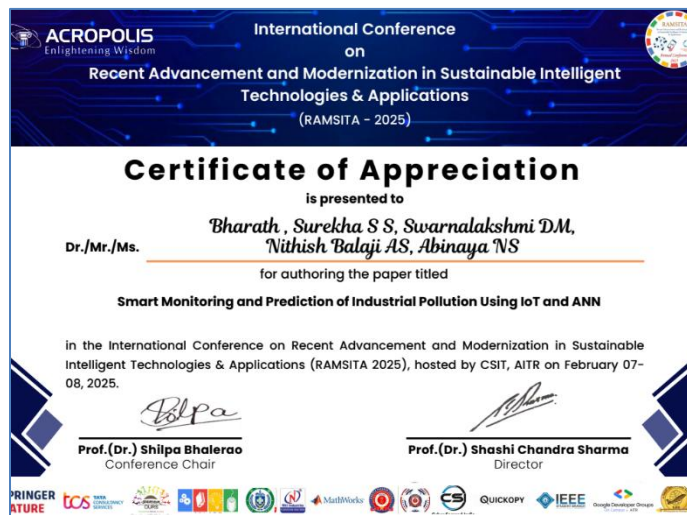 ACROPOLIS
Enlightening Wisdom
International Conference
on
Recent Advancement and Modernization in Sustainable Intelligent
Technologies & Applications
(RAMSITA - 2025)
RAMSITA
Certificate of Appreciation
is presented to
Dr./Mr./Ms.
Bharath , Surekha S S, Swarnalakshmi DM,
Nithish Balaji AS, Abinaya NS
for authoring the paper titled
Smart Monitoring and Prediction of Industrial Pollution Using IoT and ANN
in the International Conference on Recent Advancement and Modernization in Sustainable
Intelligent Technologies & Applications (RAMSITA 2025), hosted by CSIT, AITR on February 07-
08, 2025.
Prof.(Dr.) Shilpa Bhalerao
Conference Chair
Prof.(Dr.) Shashi Chandra Sharma
Director
PRINGER
ATURE
tcs TATA
CONSULTANCY
SERVICES
MathWorks
CS
QUICKOPY
IEEE
Google Developer Groups